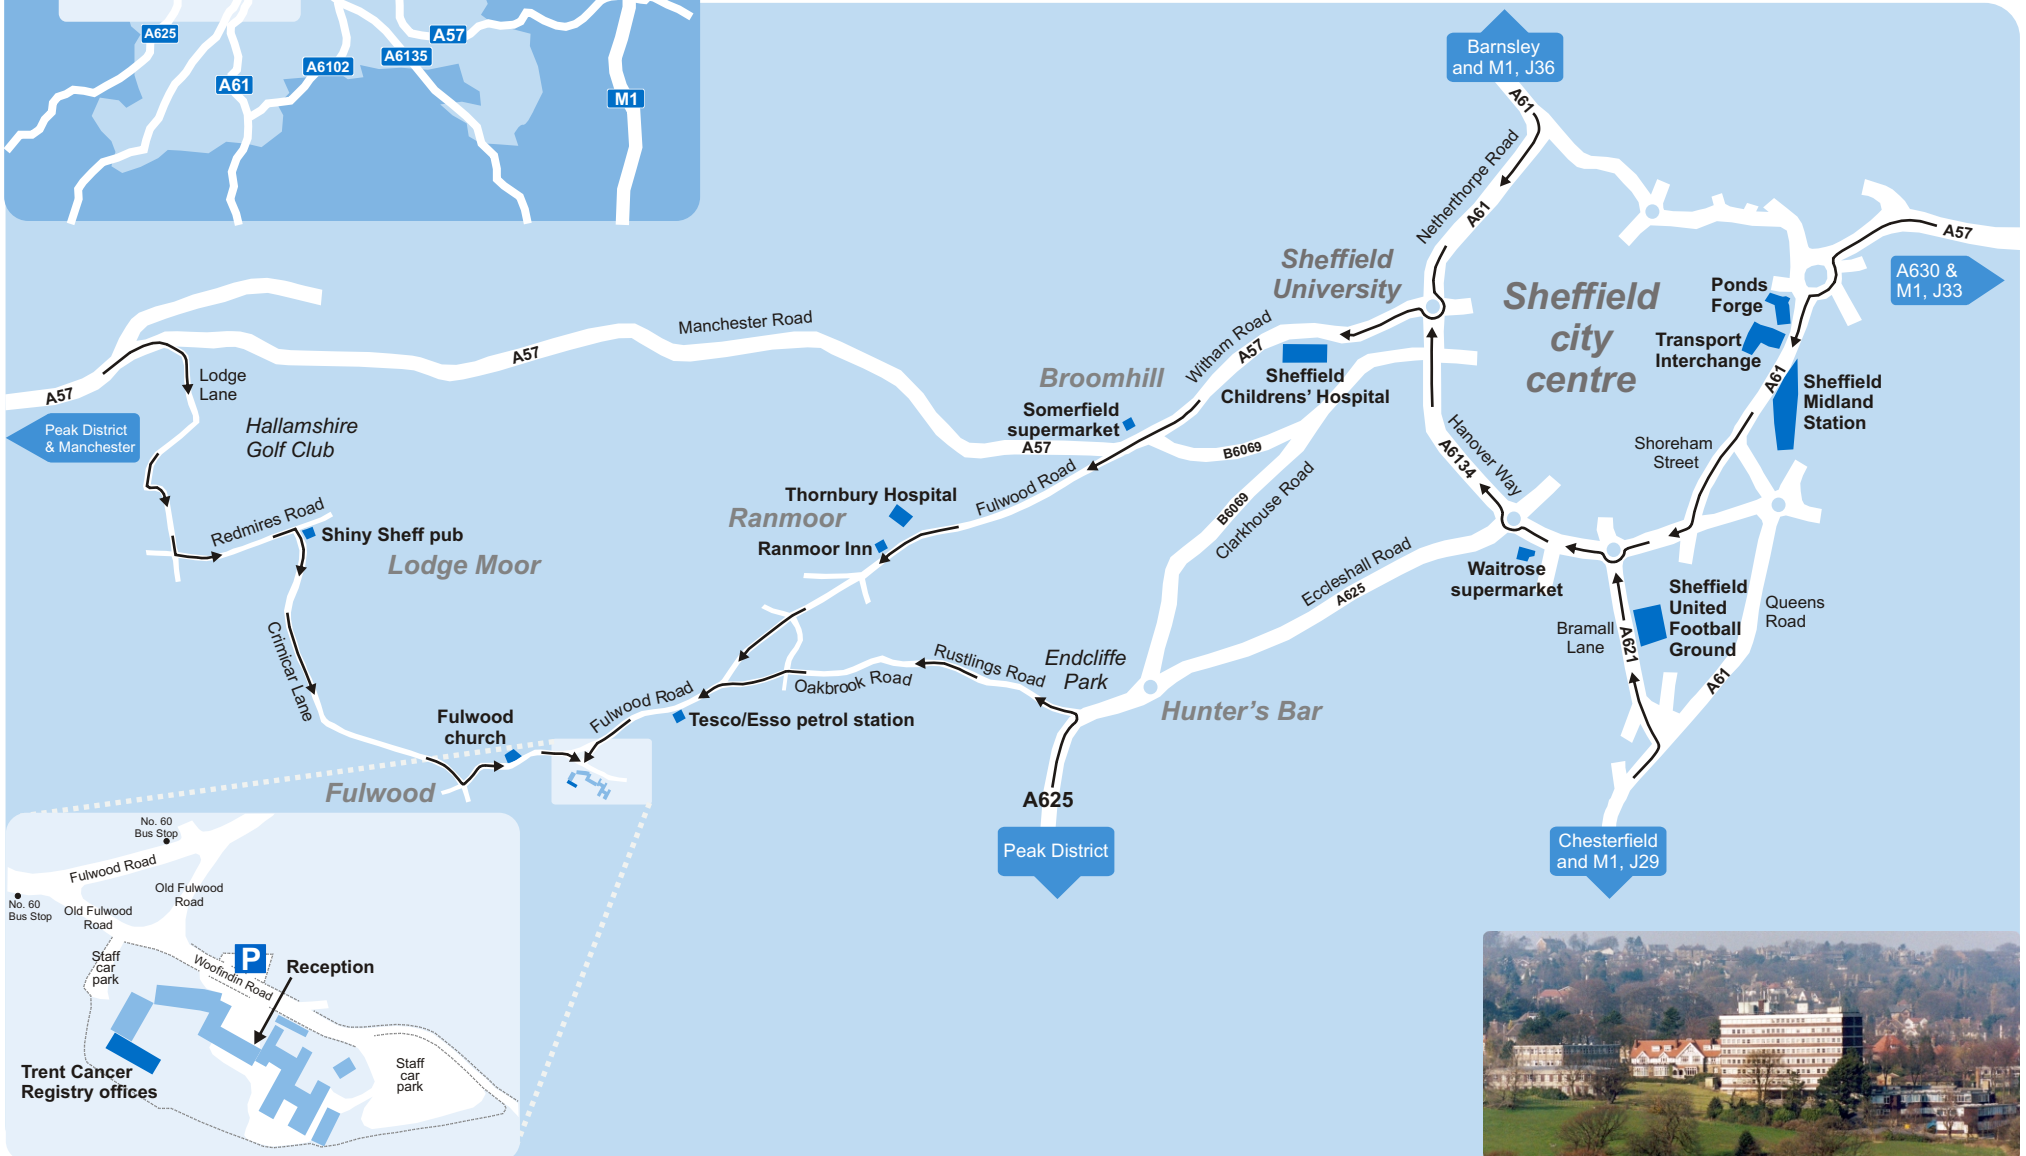 A625
A57
A6135
A6102
A61
M1
Barnsley
and M1, J36
A61
Netherthorpe Road
A61
A57
A630 &
M1, J33
Sheffield
University
Sheffield
city
centre
Ponds
Forge
Transport
Interchange
A61
Sheffield
Midland
Station
Shoreham
Street
Manchester Road
A57
Witham Road
A57
Sheffield
Childrens' Hospital
Broomhill
Somerfield
supermarket
A57
B6069
Lodge
Lane
A57
Peak District
& Manchester
Hallamshire
Golf Club
Redmires Road
Shiny Sheff pub
Lodge Moor
Thornbury Hospital
Ranmoor
Ranmoor Inn
Fulwood Road
B6069
Clarkhouse Road
Hanover Way
A6134
Eccleshall Road
A625
Waitrose
supermarket
Sheffield
United
Football
Ground
Bramall
Lane
A621
Queens
Road
A61
Crimicar Lane
Rustlings Road
Endcliffe
Park
Oakbrook Road
Fulwood Road
Tesco/Esso petrol station
Hunter's Bar
Fulwood
church
Fulwood
A625
Peak District
Chesterfield
and M1, J29
No. 60
Bus Stop
Fulwood Road
Old Fulwood
Road
No. 60
Bus Stop
Old Fulwood
Road
Staff
car
park
P
Woofindin Road
Reception
Trent Cancer
Registry offices
Staff
car
park